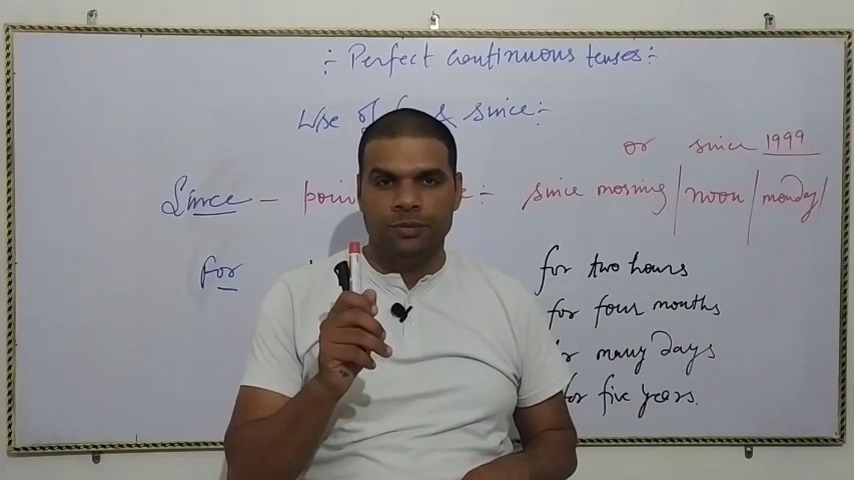 :- Perfect continuous tenses :-
Use of & since :-
or since 1999
Since - :- since morning | noon | monday |
for for two hours
for four months
many days
for five years.